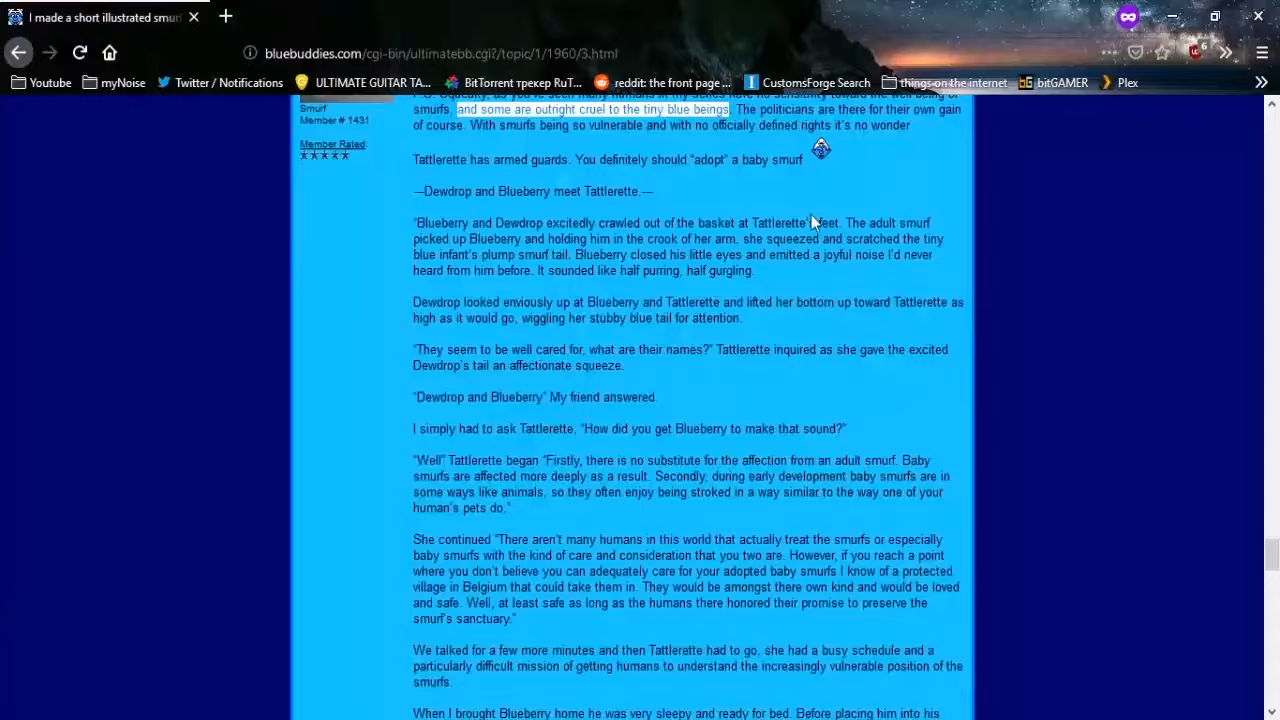 I made a short illustrated smur
bluebuddies.com/cgi-bin/ultimatebb.cgi?/topic/1/1960/3.html
6
Youtube
myNoise
Twitter / Notifications
ULTIMATE GUITAR TA...
BitTorrent трекер RuT...
reddit: the front page ...
CustomsForge Search
things-on the-internet
bitGAMER
Plex
Smurf
Member # 1431
Member Rated:
smurfs, and some are outright cruel to the tiny blue beings. The politicians are there for their own gain
of course. With smurfs being so vulnerable and with no officially defined rights it's no wonder
Tattlerette has armed guards. You definitely should "adopt" a baby smurf
---Dewdrop and Blueberry meet Tattlerette.---
"Blueberry and Dewdrop excitedly crawled out of the basket at Tattlerette's feet. The adult smurf
picked up Blueberry and holding him in the crook of her arm, she squeezed and scratched the tiny
blue infant's plump smurf tail. Blueberry closed his little eyes and emitted a joyful noise I'd never
heard from him before. It sounded like half purring, half gurgling.
Dewdrop looked enviously up at Blueberry and Tattlerette and lifted her bottom up toward Tattlerette as
high as it would go, wiggling her stubby blue tail for attention.
"They seem to be well cared for, what are their names?" Tattlerette inquired as she gave the excited
Dewdrop's tail an affectionate squeeze.
"Dewdrop and Blueberry" My friend answered.
I simply had to ask Tattlerette, "How did you get Blueberry to make that sound?"
"Well" Tattlerette began "Firstly, there is no substitute for the affection from an adult smurf. Baby
smurfs are affected more deeply as a result. Secondly, during early development baby smurfs are in
some ways like animals, so they often enjoy being stroked in a way similar to the way one of your
human's pets do."
She continued "There aren't many humans in this world that actually treat the smurfs or especially
baby smurfs with the kind of care and consideration that you two are. However, if you reach a point
where you don't believe you can adequately care for your adopted baby smurfs I know of a protected
village in Belgium that could take them in. They would be amongst there own kind and would be loved
and safe. Well, at least safe as long as the humans there honored their promise to preserve the
smurf's sanctuary."
We talked for a few more minutes and then Tattlerette had to go, she had a busy schedule and a
particularly difficult mission of getting humans to understand the increasingly vulnerable position of the
smurfs.
When I brought Blueberry home he was very sleepy and ready for bed. Before placing him into his